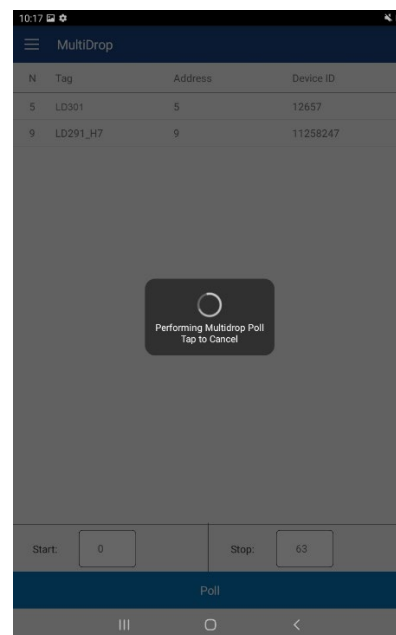 10:17
MultiDrop
N Tag Address Device ID
5 LD301 5 12657
9 LD291_H7 9 11258247
Performing Multidrop Poll
Tap to Cancel
Start: 0 Stop: 63
Poll